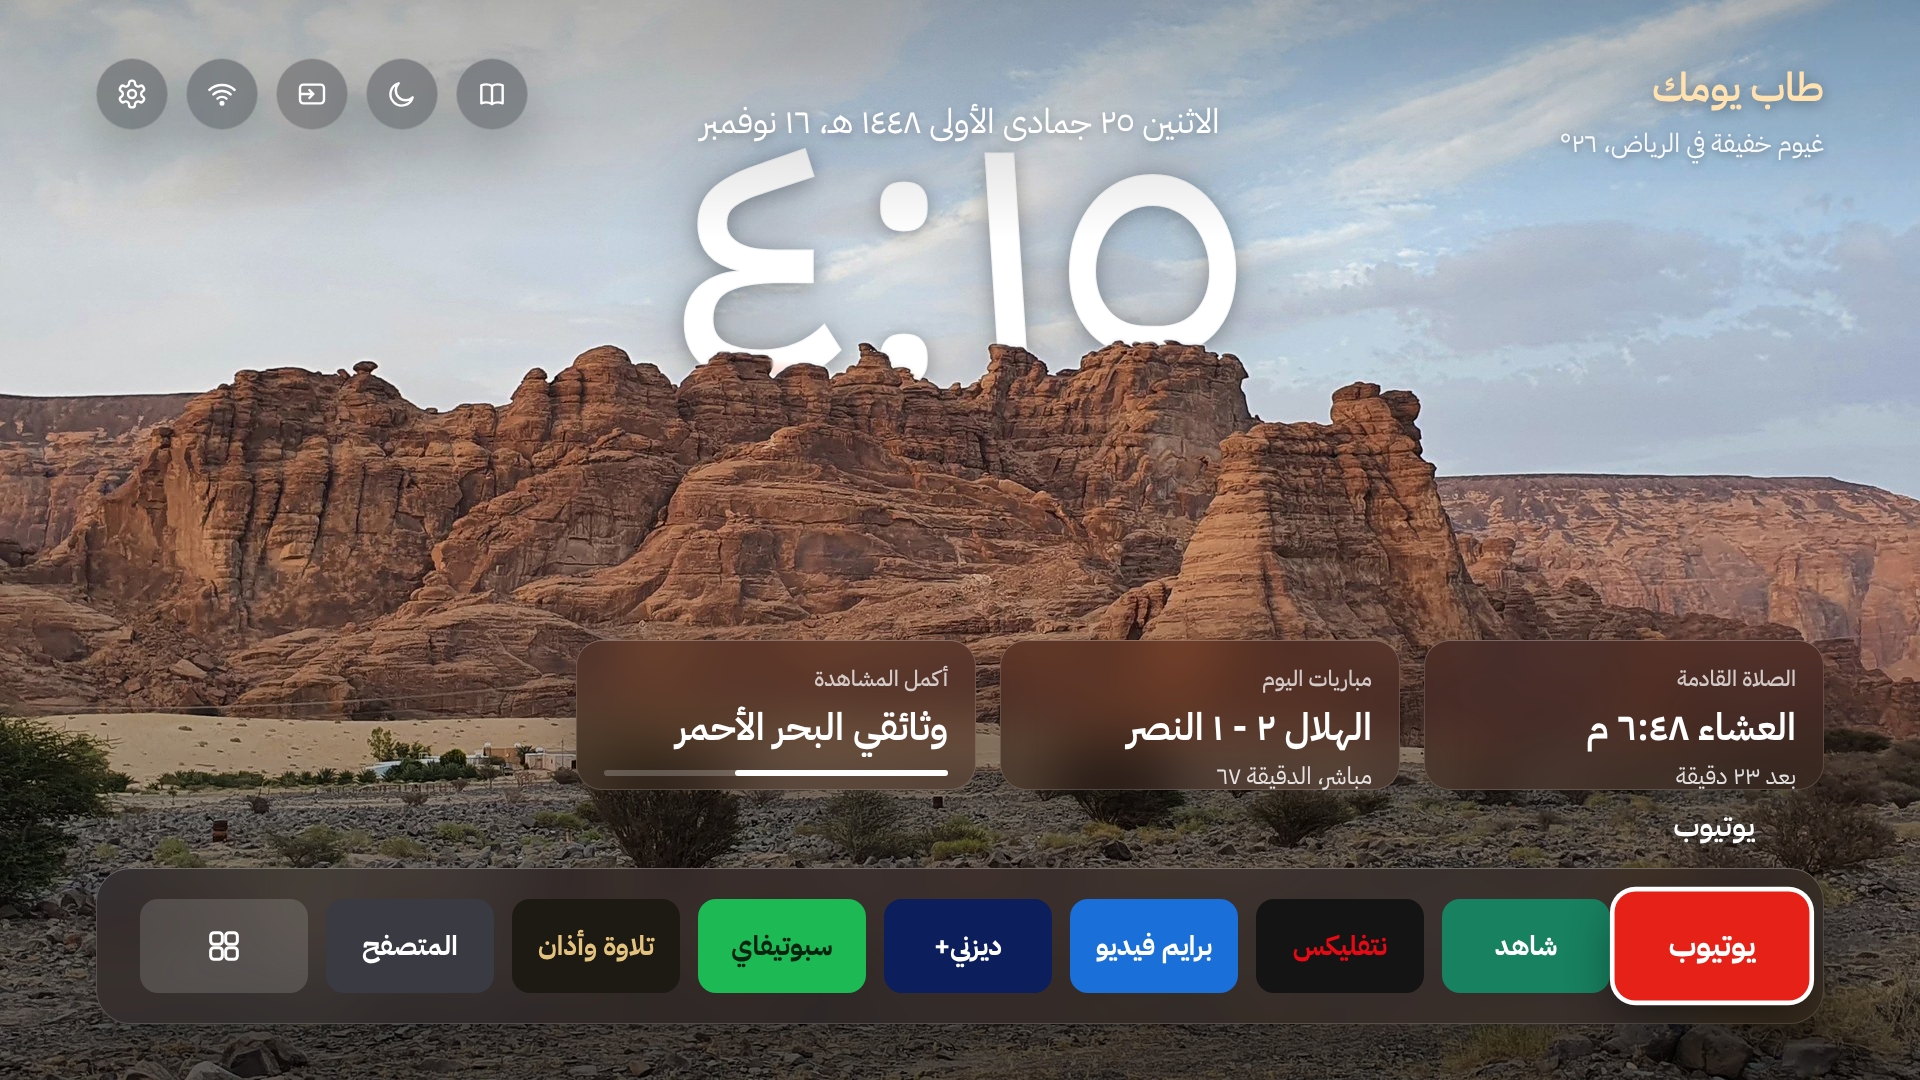 طاب يومك
غيوم خفيفة في الرياض، ٢٦°
الاثنين ٢٥ جمادى الأولى ١٤٤٨ هـ، ١٦ نوفمبر
٤:١٥
الصلاة القادمة
العشاء ٦:٤٨ م
بعد ٢٣ دقيقة
مباريات اليوم
الهلال ٢ - ١ النصر
مباشر، الدقيقة ٦٧
أكمل المشاهدة
وثائقي البحر الأحمر
يوتيوب
يوتيوب
شاهد
نتفليكس
برايم فيديو
ديزني+
سبوتيفاي
تلاوة وأذان
المتصفح